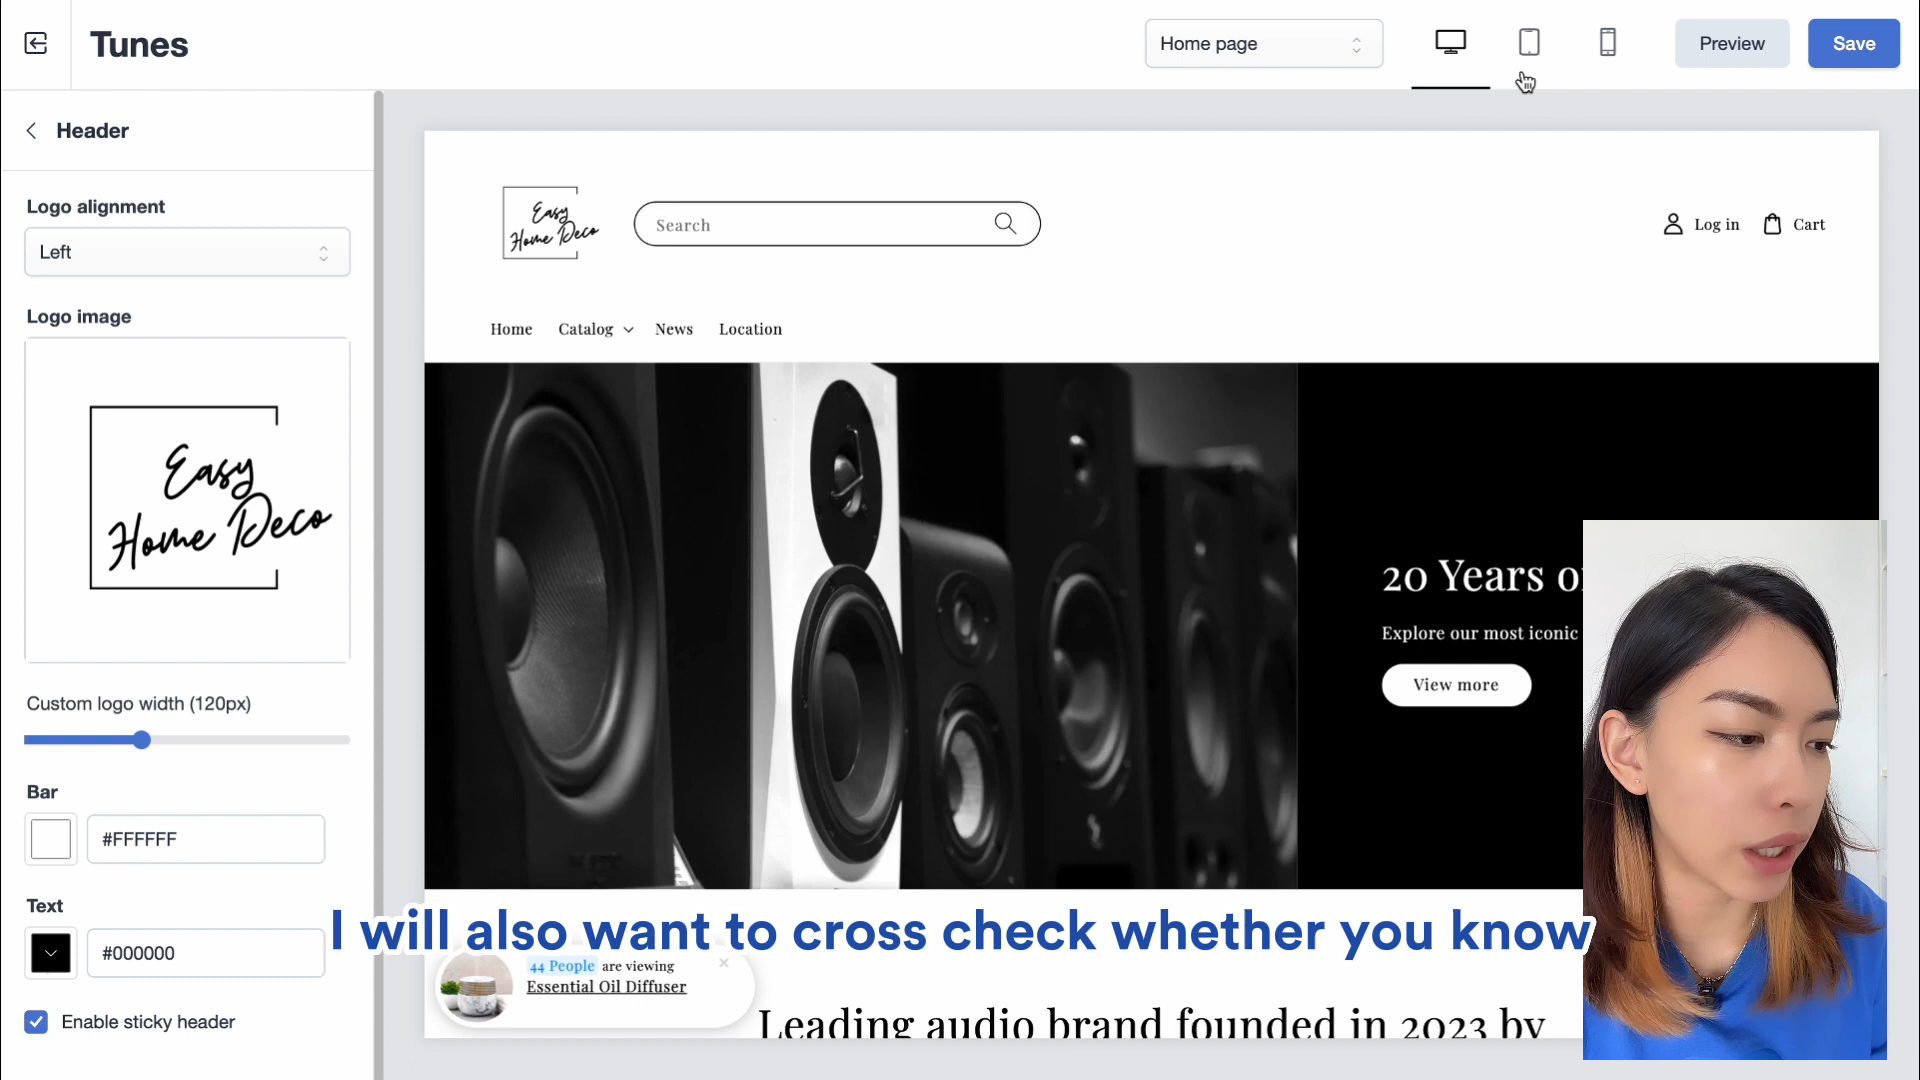 Tunes
Home page
Preview
Save
Header
Logo alignment
Left
Logo image
Easy
Home Deco
Custom logo width (120px)
Bar
#FFFFFF
Text
#000000
Enable sticky header
Easy
Home Deco
Search
Log in
Cart
Home
Catalog
News
Location
20 Years o
Explore our most iconic
View more
I will also want to cross check whether you know
44 People are viewing
Essential Oil Diffuser
Leading audio brand founded in 2023 by